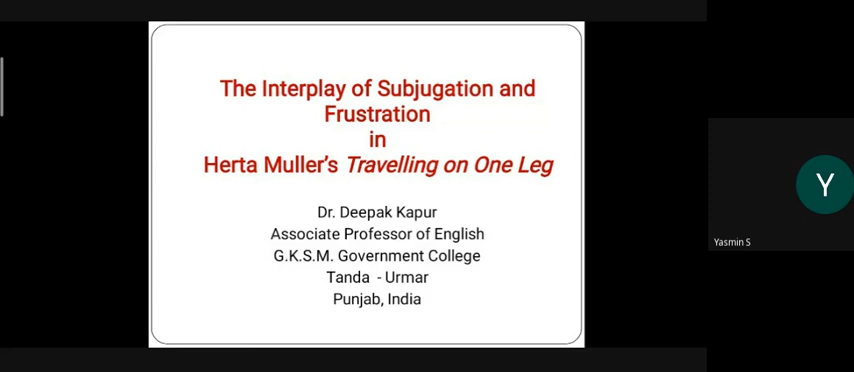 The Interplay of Subjugation and
Frustration
in
Herta Muller's Travelling on One Leg
Dr. Deepak Kapur
Associate Professor of English
G.K.S.M. Government College
Tanda - Urmar
Punjab, India
Y
Yasmin S